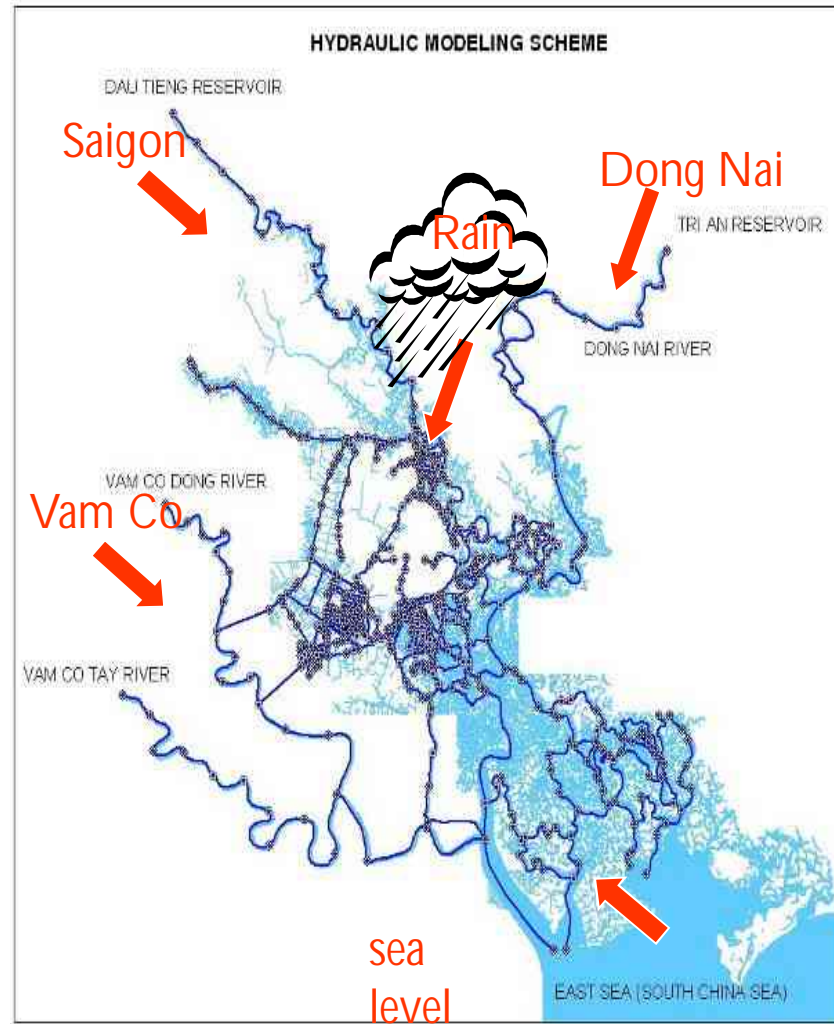 HYDRAULIC MODELING SCHEME
DAU TIENG RESERVOIR
Saigon
Dong Nai
Rain
TRI AN RESERVOIR
DONG NAI RIVER
VAM CO DONG RIVER
Vam Co
VAM CO TAY RIVER
sea
level
EAST SEA (SOUTH CHINA SEA)